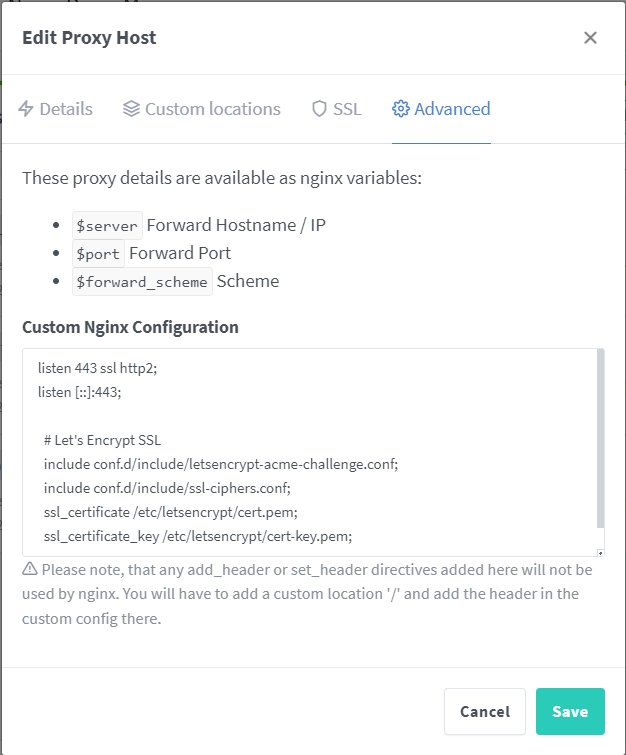 Edit Proxy Host
Details
Custom locations
SSL
Advanced
These proxy details are available as nginx variables:
$server Forward Hostname / IP
$port Forward Port
$forward_scheme Scheme
Custom Nginx Configuration
listen 443 ssl http2;
listen [::]:443;
# Let's Encrypt SSL
include conf.d/include/letsencrypt-acme-challenge.conf;
include conf.d/include/ssl-ciphers.conf;
ssl_certificate /etc/letsencrypt/cert.pem;
ssl_certificate_key /etc/letsencrypt/cert-key.pem;
Please note, that any add_header or set_header directives added here will not be
used by nginx. You will have to add a custom location '/' and add the header in the
custom config there.
Cancel
Save